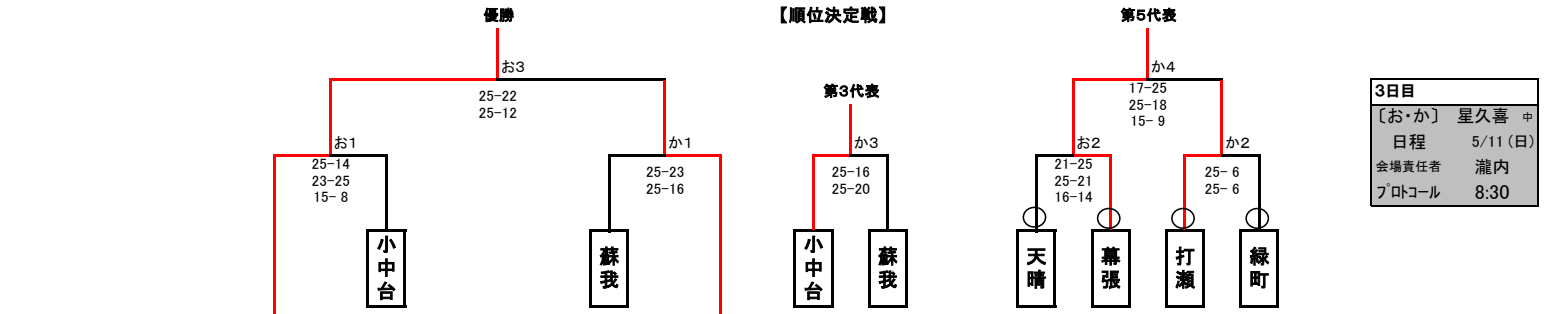 優勝
【順位決定戦】
第5代表
お3
25-22
25-12
第3代表
か4
17-25
25-18
15- 9
3日目
〔お・か〕 星久喜 中
日程 5/11 (日)
会場責任者 瀧内
プロトコール 8:30
お1
25-14
23-25
15- 8
か1
25-23
25-16
か3
25-16
25-20
お2
21-25
25-21
16-14
か2
25- 6
25- 6
小中台
蘇我
小中台
蘇我
天晴
幕張
打瀬
緑町